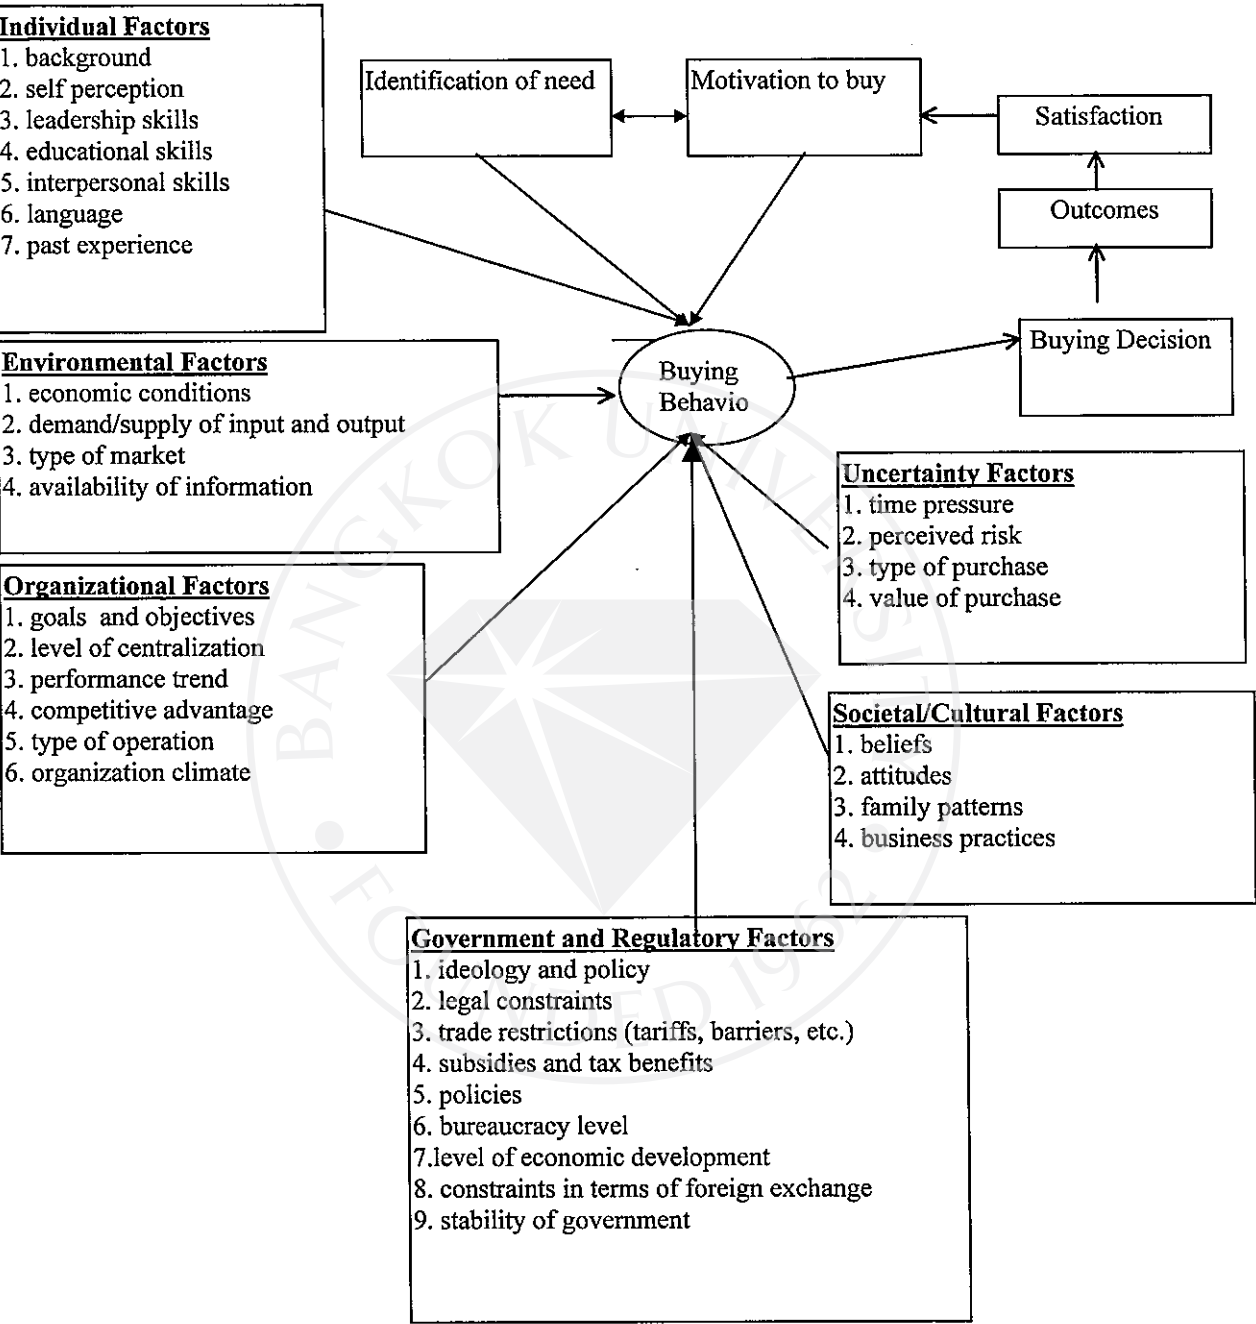 Individual Factors
1. background
2. self perception
3. leadership skills
4. educational skills
5. interpersonal skills
6. language
7. past experience
Identification of need
Motivation to buy
Satisfaction
Outcomes
Buying Decision
Buying
Behavio
Environmental Factors
1. economic conditions
2. demand/supply of input and output
3. type of market
4. availability of information
Uncertainty Factors
1. time pressure
2. perceived risk
3. type of purchase
4. value of purchase
Organizational Factors
1. goals and objectives
2. level of centralization
3. performance trend
4. competitive advantage
5. type of operation
6. organization climate
Societal/Cultural Factors
1. beliefs
2. attitudes
3. family patterns
4. business practices
Government and Regulatory Factors
1. ideology and policy
2. legal constraints
3. trade restrictions (tariffs, barriers, etc.)
4. subsidies and tax benefits
5. policies
6. bureaucracy level
7.level of economic development
8. constraints in terms of foreign exchange
9. stability of government
BANGKOK UNIVERSITY
FOUNDED 1962